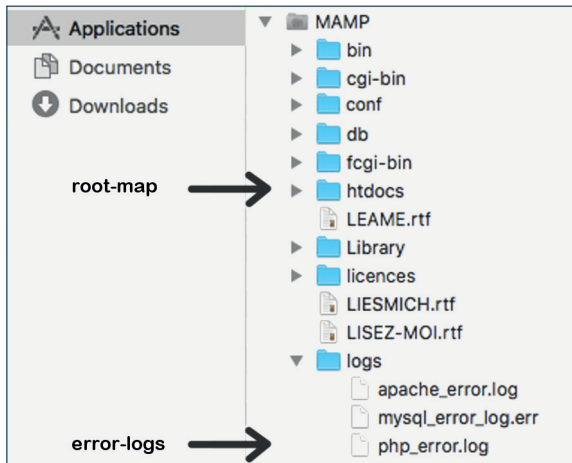 Applications
Documents
Downloads
root-map
error-logs
MAMP
bin
cgi-bin
conf
db
fcgi-bin
htdocs
LEAME.rtf
Library
licences
LIESMICH.rtf
LISEZ-MOI.rtf
logs
apache_error.log
mysql_error_log.err
php_error.log